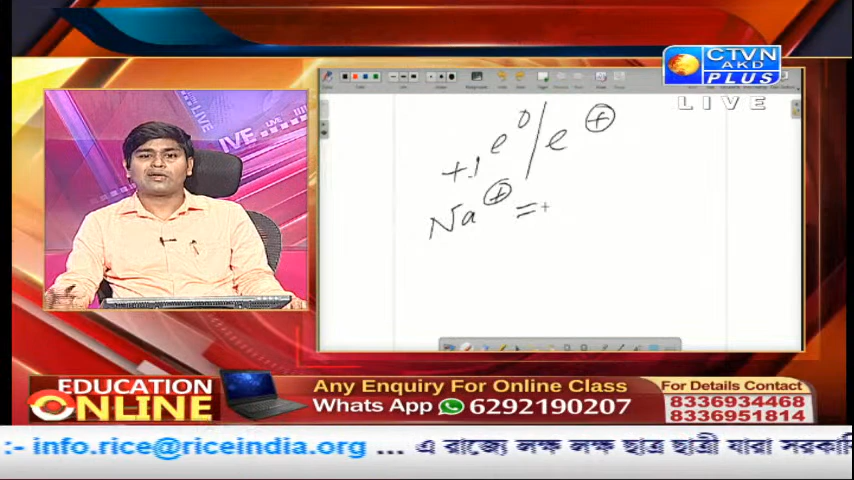 CTVN
AKD
PLUS
LIVE
+1 e 0 / e +
Na + =
EDUCATION
ONLINE
Any Enquiry For Online Class
Whats App 6292190207
For Details Contact
8336934468
8336951814
:- info.rice@riceindia.org ... এ রাজ্যে লক্ষ লক্ষ ছাত্র ছাত্রী যারা সরকারি